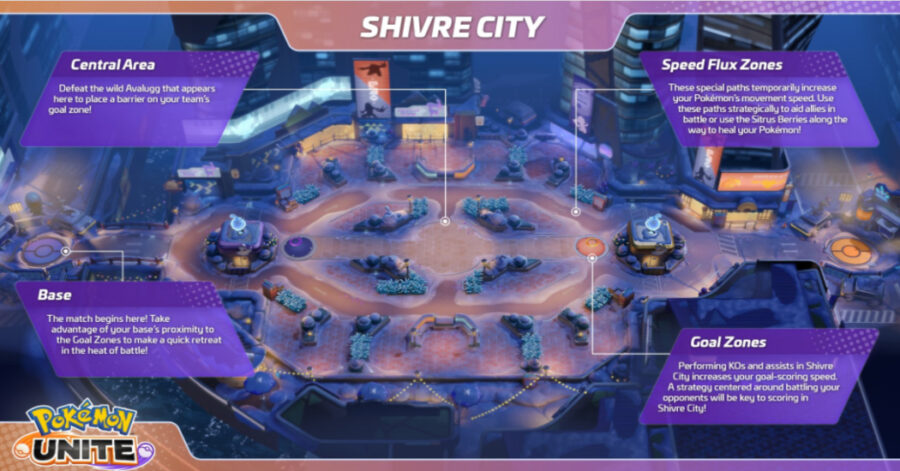 SHIVRE CITY
Central Area
Defeat the wild Avalugg that appears
here to place a barrier on your team's
goal zone!
Speed Flux Zones
These special paths temporarily increase
your Pokémon's movement speed. Use
these paths strategically to aid allies in
battle or use the Sitrus Berries along the
way to heal your Pokémon!
Base
The match begins here! Take
advantage of your base's proximity to
the Goal Zones to make a quick retreat
in the heat of battle!
Goal Zones
Performing KOs and assists in Shivre
City increases your goal-scoring speed.
A strategy centered around battling your
opponents will be key to scoring in
Shivre City!
POKéMON
UNITE